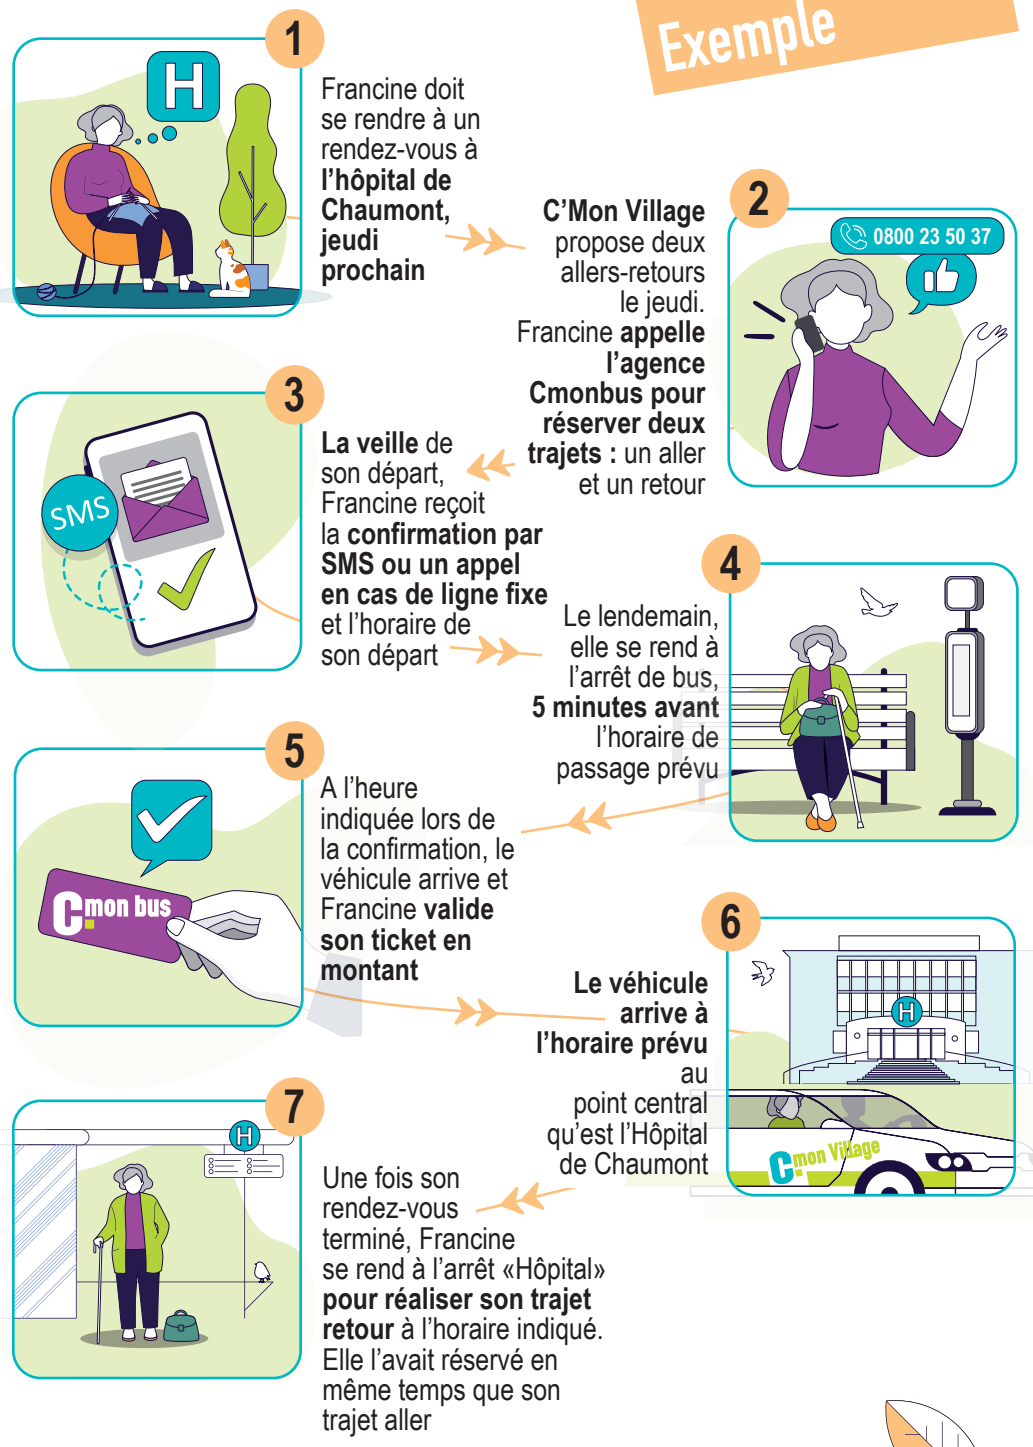 Exemple
1
H
Francine doit
se rendre à un
rendez-vous à
l'hôpital de
Chaumont,
jeudi
prochain
2
C'Mon Village
propose deux
allers-retours
le jeudi.
Francine appelle
l'agence
Cmonbus pour
réserver deux
trajets : un aller
et un retour
0800 23 50 37
3
SMS
La veille de
son départ,
Francine reçoit
la confirmation par
SMS ou un appel
en cas de ligne fixe
et l'horaire de
son départ
4
Le lendemain,
elle se rend à
l'arrêt de bus,
5 minutes avant
l'horaire de
passage prévu
5
C'mon bus
A l'heure
indiquée lors de
la confirmation, le
véhicule arrive et
Francine valide
son ticket en
montant
6
Le véhicule
arrive à
l'horaire prévu
au
point central
qu'est l'Hôpital
de Chaumont
H
C'mon Village
7
H
Une fois son
rendez-vous
terminé, Francine
se rend à l'arrêt «Hôpital»
pour réaliser son trajet
retour à l'horaire indiqué.
Elle l'avait réservé en
même temps que son
trajet aller